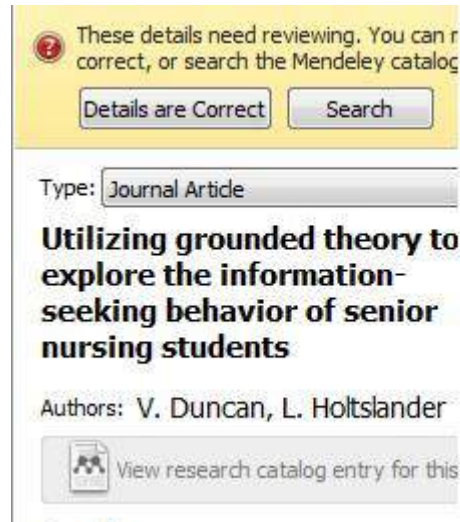 These details need reviewing. You can
correct, or search the Mendeley catalog
Details are Correct Search
Type: Journal Article
Utilizing grounded theory to
explore the information-
seeking behavior of senior
nursing students
Authors: V. Duncan, L. Holtslander
View research catalog entry for this